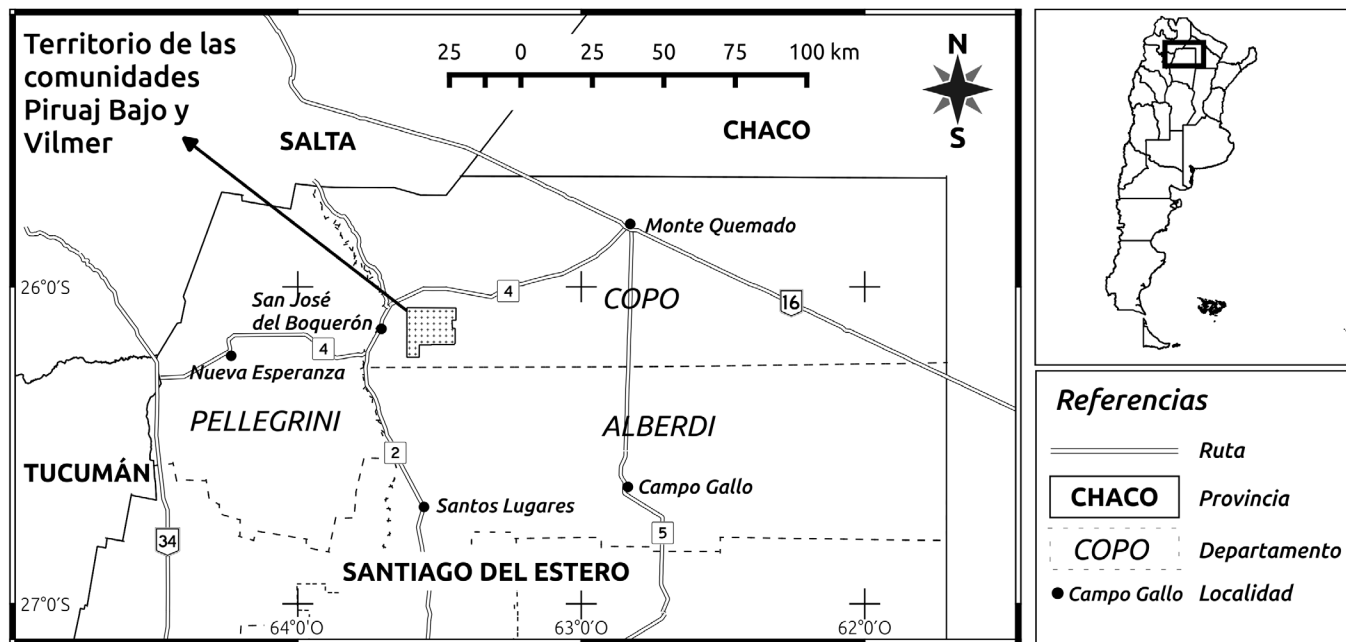 Territorio de las
comunidades
Piruaj Bajo y
Vilmer
25 0 25 50 75 100 km
N
S
SALTA
CHACO
Monte Quemado
26°0'S
San José
del Boquerón
4
COPO
16
4
Nueva Esperanza
PELLEGRINI
ALBERDI
2
TUCUMÁN
Campo Gallo
Santos Lugares
34
5
SANTIAGO DEL ESTERO
27°0'S
64°0'O
63°0'O
62°0'O
Referencias
Ruta
CHACO Provincia
COPO Departamento
Campo Gallo Localidad